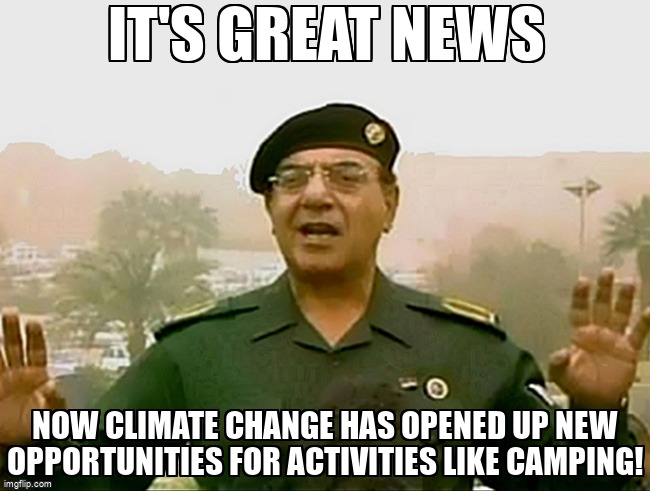 IT'S GREAT NEWS
NOW CLIMATE CHANGE HAS OPENED UP NEW
OPPORTUNITIES FOR ACTIVITIES LIKE CAMPING!
imgflip.com